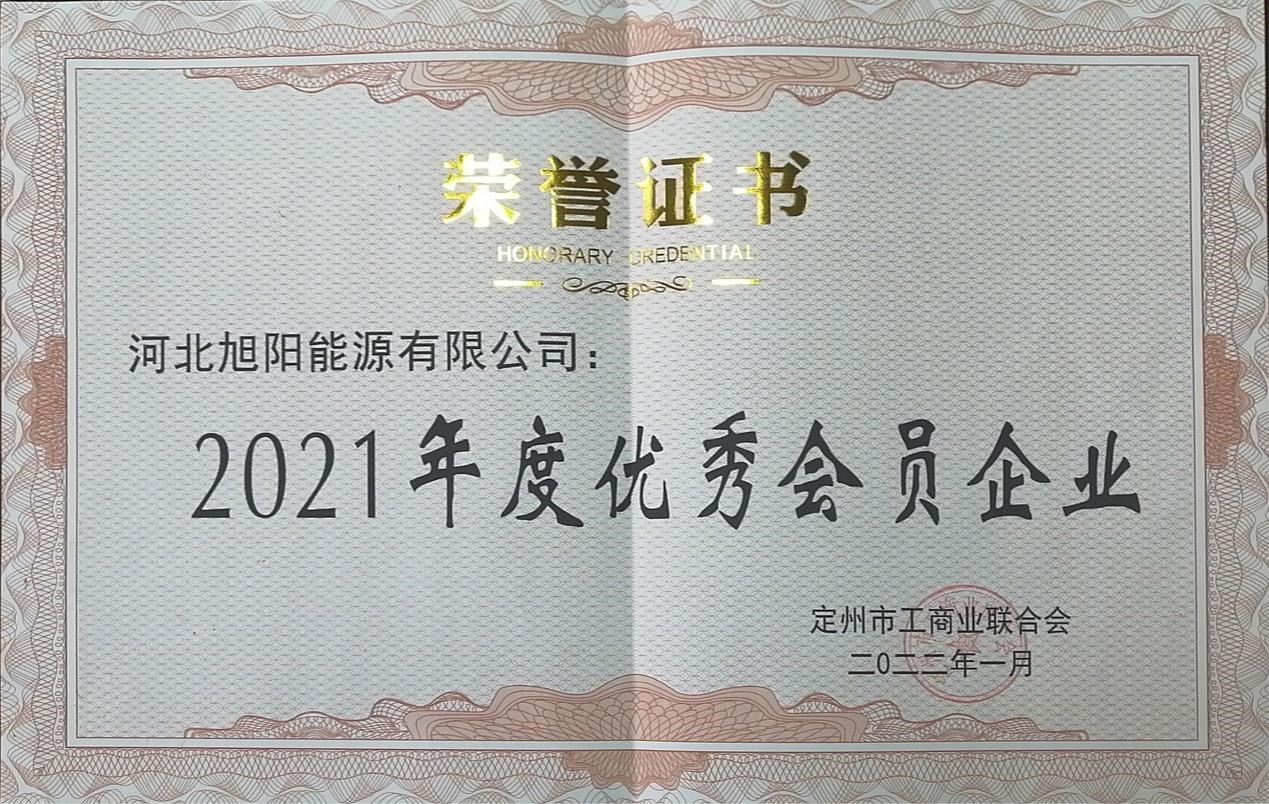 荣誉证书
HONORARY CREDENTIAL
河北旭阳能源有限公司：
2021年度优秀会员企业
定州市工商业联合会
二0二二年一月